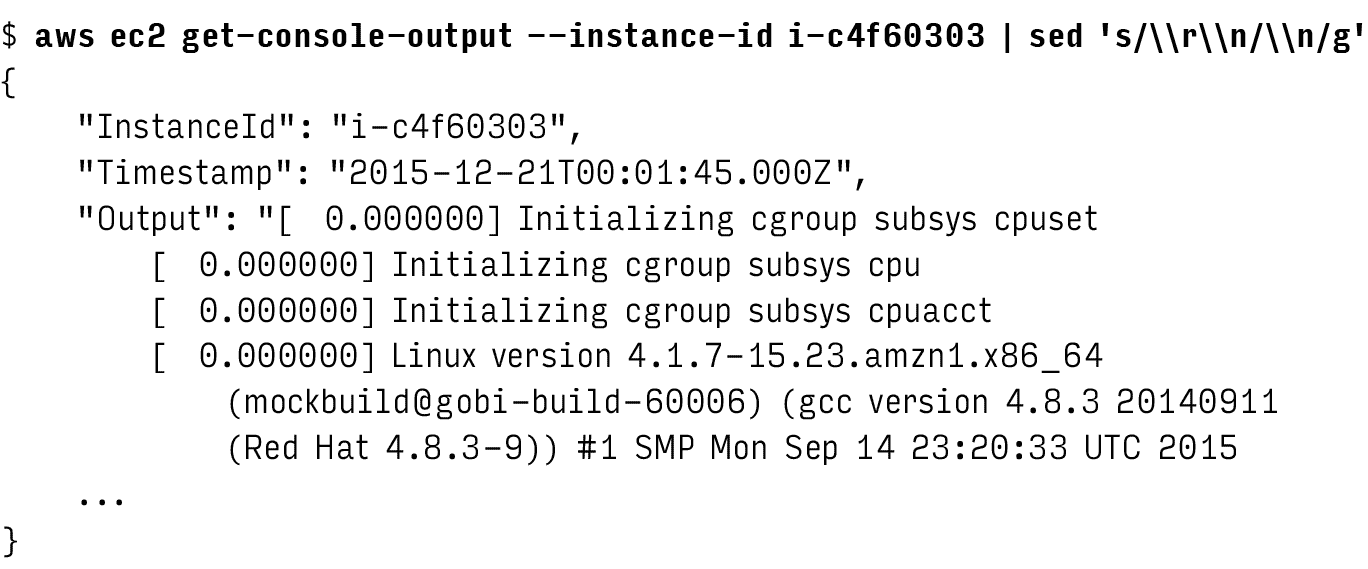 $ aws ec2 get-console-output --instance-id i-c4f60303 | sed 's/\\r\\n/\\n/g'
{
    "InstanceId": "i-c4f60303",
    "Timestamp": "2015-12-21T00:01:45.000Z",
    "Output": "[  0.000000] Initializing cgroup subsys cpuset
        [  0.000000] Initializing cgroup subsys cpu
        [  0.000000] Initializing cgroup subsys cpuacct
        [  0.000000] Linux version 4.1.7-15.23.amzn1.x86_64
            (mockbuild@gobi-build-60006) (gcc version 4.8.3 20140911
            (Red Hat 4.8.3-9)) #1 SMP Mon Sep 14 23:20:33 UTC 2015
    ...
}